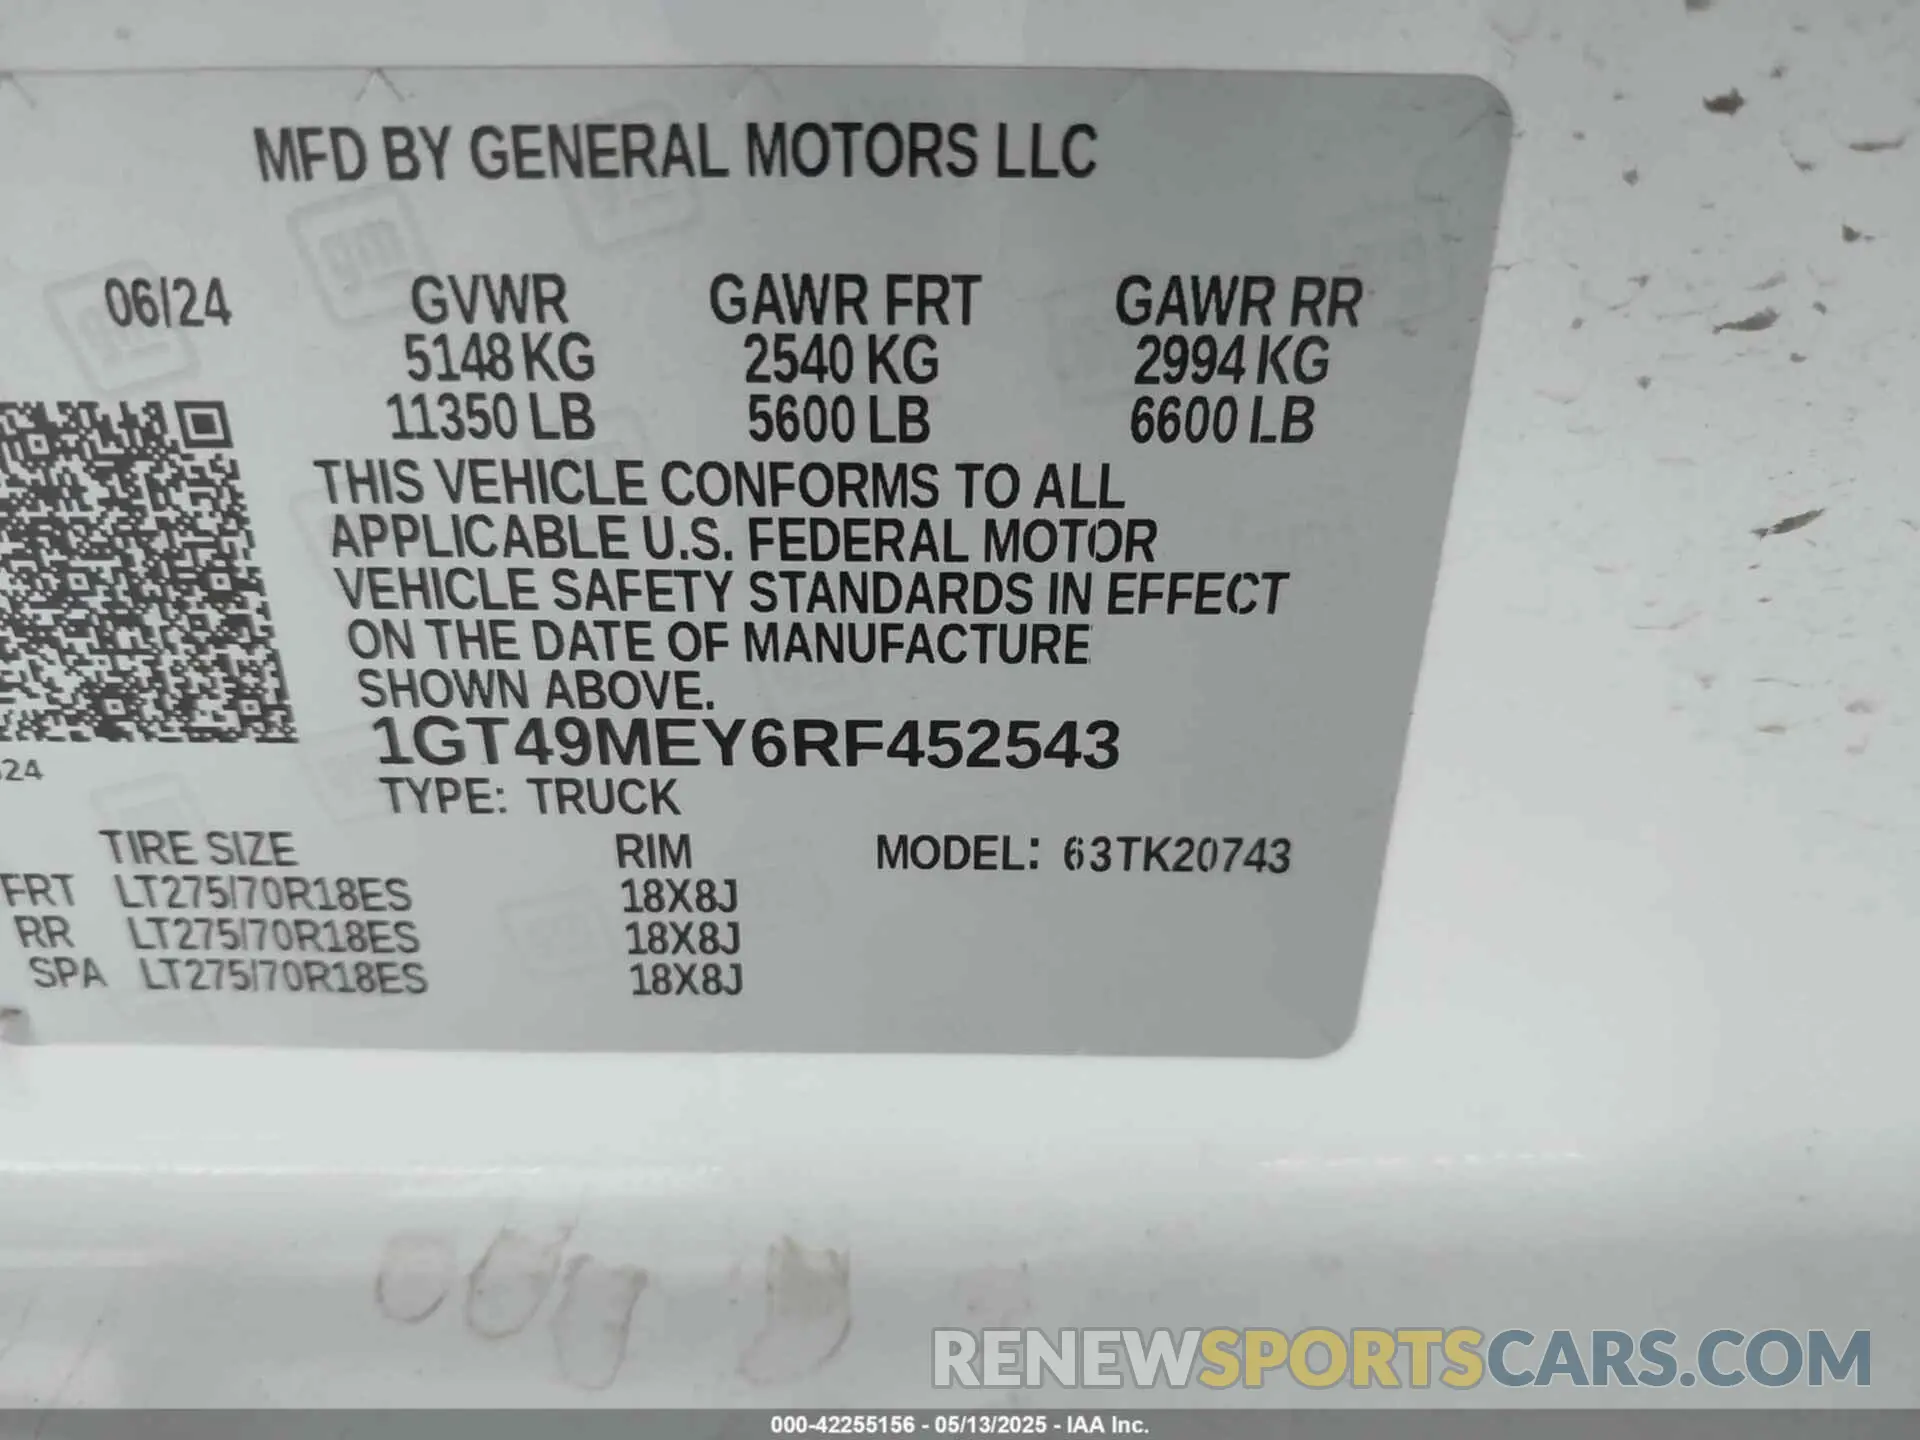 MFD BY GENERAL MOTORS LLC
06/24 GVWR GAWR FRT GAWR RR
5148 KG 2540 KG 2994 KG
11350 LB 5600 LB 6600 LB
THIS VEHICLE CONFORMS TO ALL
APPLICABLE U.S. FEDERAL MOTOR
VEHICLE SAFETY STANDARDS IN EFFECT
ON THE DATE OF MANUFACTURE
SHOWN ABOVE.
1GT49MEY6RF452543
24
TYPE: TRUCK
TIRE SIZE RIM MODEL: 63TK20743
FRT LT275/70R18ES 18X8J
RR LT275/70R18ES 18X8J
SPA LT275/70R18ES 18X8J
RENEWSPORTSCARS.COM
000-42255156 - 05/13/2025 - IAA Inc.